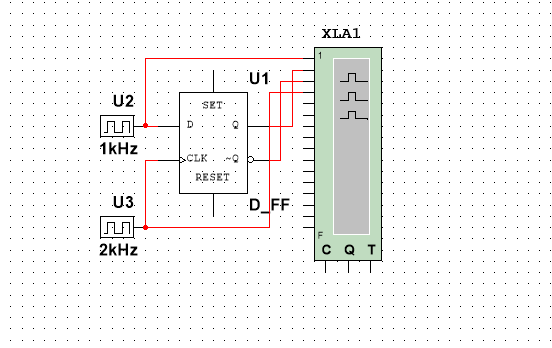 XLA1
1
U1
SET
U2
D Q
1kHz
CLK ~Q
RESET
U3
D_FF
F
2kHz
C Q T